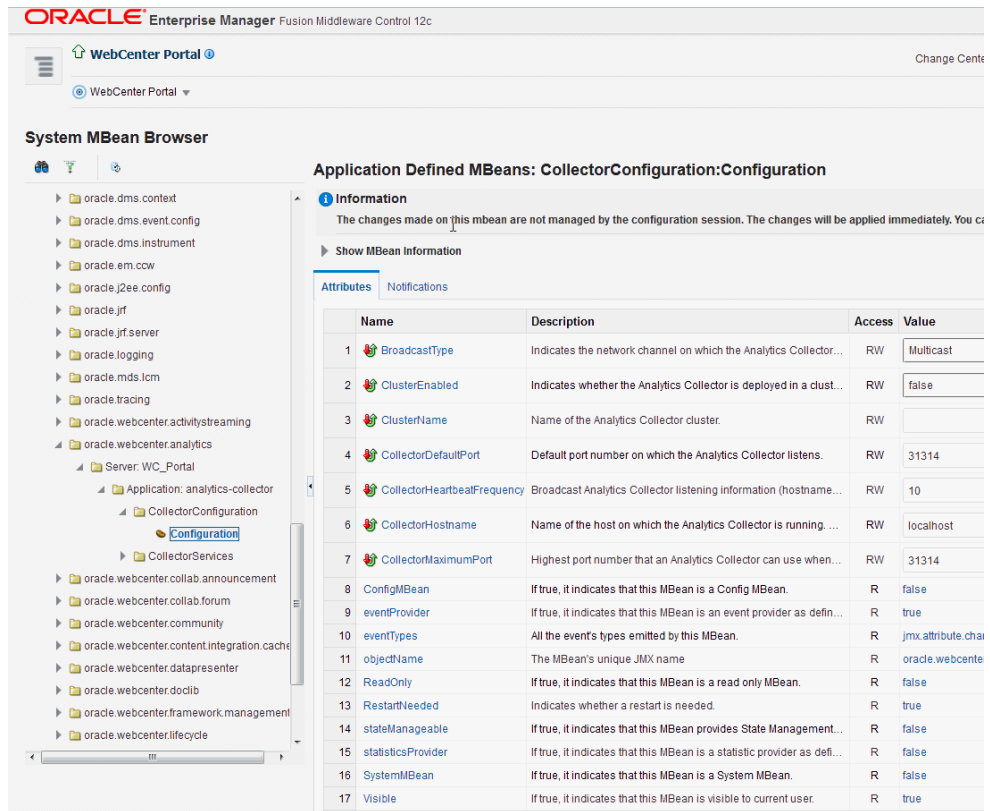 ORACLE Enterprise Manager Fusion Middleware Control 12c
WebCenter Portal
Change Cente
WebCenter Portal
System MBean Browser
oracle.dms.context
oracle.dms.event.config
oracle.dms.instrument
oracle.em.ccw
oracle.j2ee.config
oracle.jrf
oracle.jrf.server
oracle.logging
oracle.mds.lcm
oracle.tracing
oracle.webcenter.activitystreaming
oracle.webcenter.analytics
Server: WC_Portal
Application: analytics-collector
CollectorConfiguration
Configuration
CollectorServices
oracle.webcenter.collab.announcement
oracle.webcenter.collab.forum
oracle.webcenter.community
oracle.webcenter.content.integration.cache
oracle.webcenter.datapresenter
oracle.webcenter.doclib
oracle.webcenter.framework.management
oracle.webcenter.lifecycle
Application Defined MBeans: CollectorConfiguration:Configuration
Information
The changes made on this mbean are not managed by the configuration session. The changes will be applied immediately. You ca
Show MBean Information
Attributes Notifications
Name Description Access Value
1 BroadcastType Indicates the network channel on which the Analytics Collector... RW Multicast
2 ClusterEnabled Indicates whether the Analytics Collector is deployed in a clust... RW false
3 ClusterName Name of the Analytics Collector cluster. RW
4 CollectorDefaultPort Default port number on which the Analytics Collector listens. RW 31314
5 CollectorHeartbeatFrequency Broadcast Analytics Collector listening information (hostname... RW 10
6 CollectorHostname Name of the host on which the Analytics Collector is running. ... RW localhost
7 CollectorMaximumPort Highest port number that an Analytics Collector can use when... RW 31314
8 ConfigMBean If true, it indicates that this MBean is a Config MBean. R false
9 eventProvider If true, it indicates that this MBean is an event provider as defin... R true
10 eventTypes All the event's types emitted by this MBean. R jmx.attribute.char
11 objectName The MBean's unique JMX name R oracle.webcenter
12 ReadOnly If true, it indicates that this MBean is a read only MBean. R false
13 RestartNeeded Indicates whether a restart is needed. R true
14 stateManageable If true, it indicates that this MBean provides State Management... R false
15 statisticsProvider If true, it indicates that this MBean is a statistic provider as defi... R false
16 SystemMBean If true, it indicates that this MBean is a System MBean. R false
17 Visible If true, it indicates that this MBean is visible to current user. R true